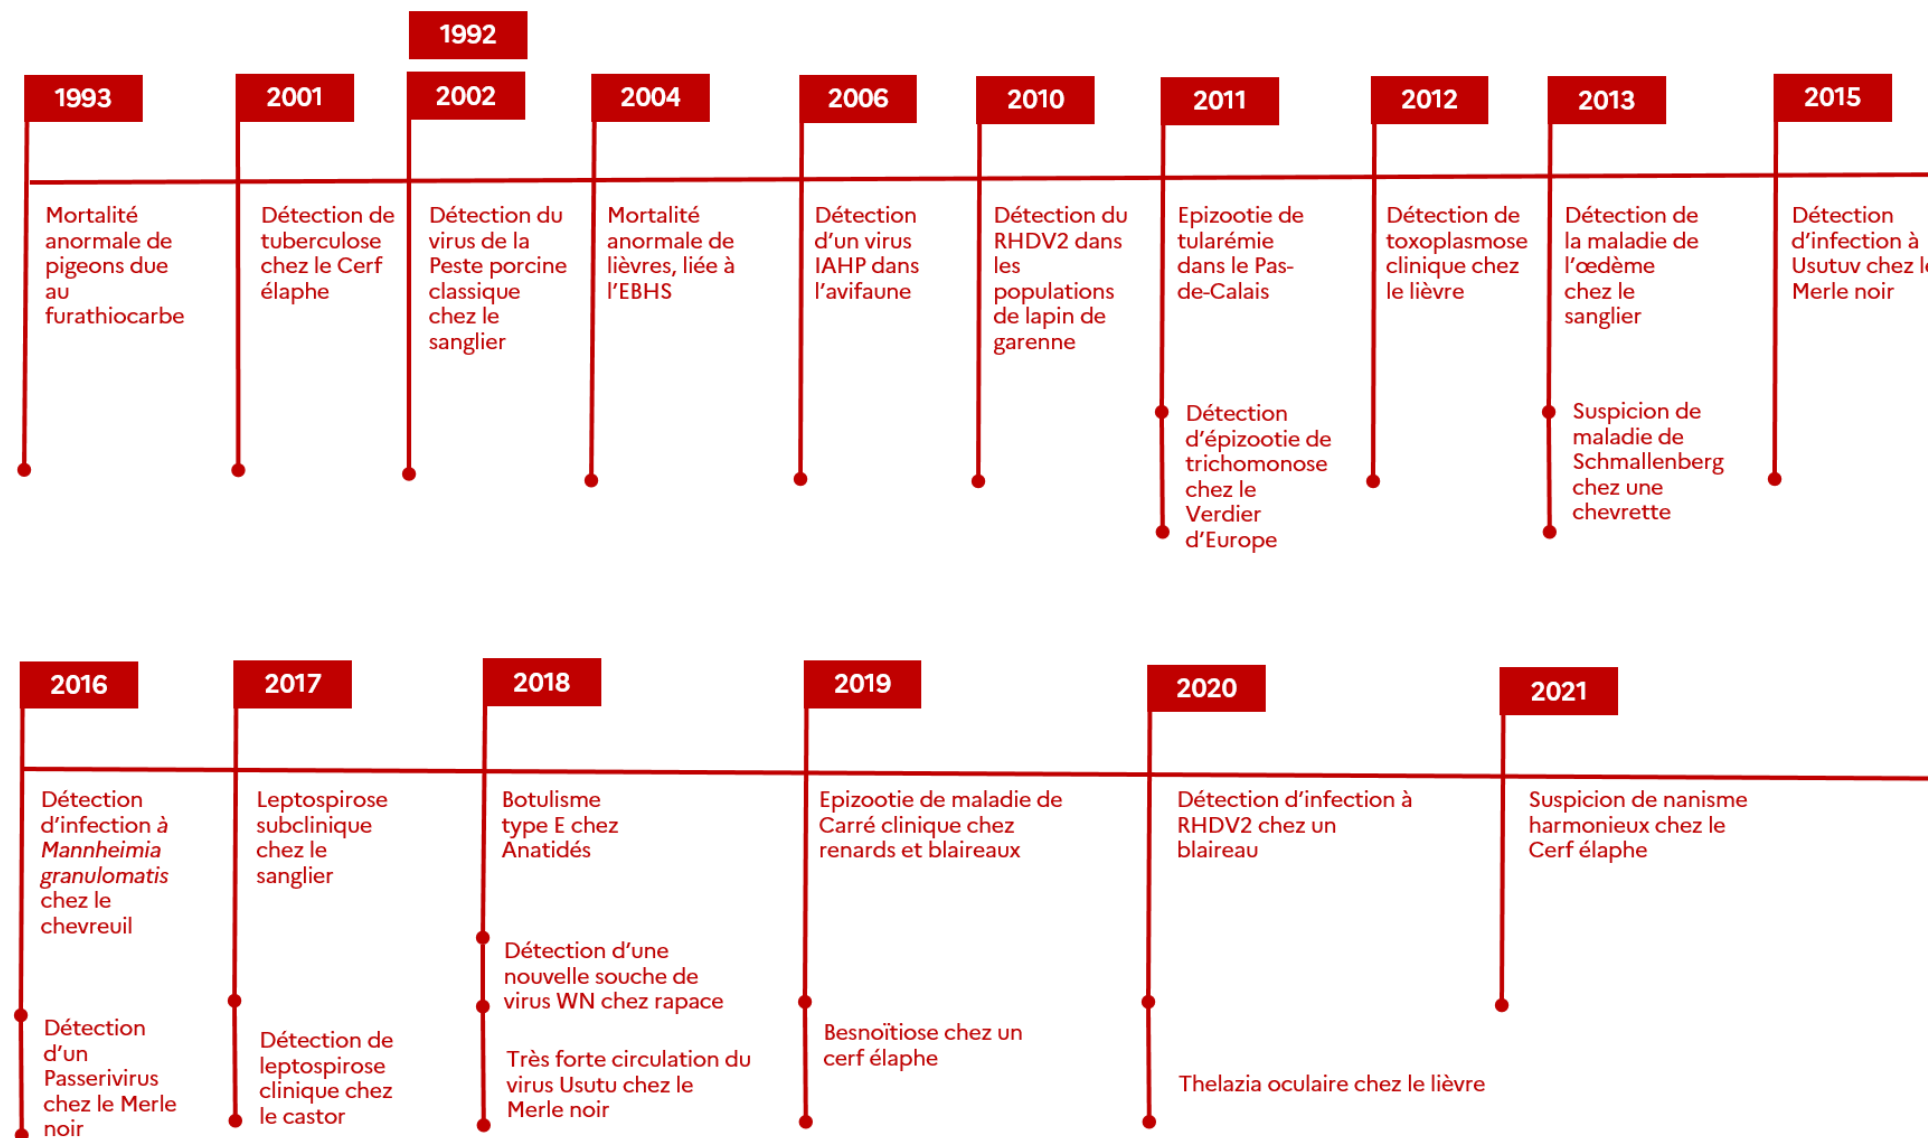 1992
1993
2001
2002
2004
2006
2010
2011
2012
2013
2015
Mortalité
anormale de
pigeons due
au
furathiocarbe
Détection de
tuberculose
chez le Cerf
élaphe
Détection du
virus de la
Peste porcine
classique
chez le
sanglier
Mortalité
anormale de
lièvres, liée à
l'EBHS
Détection
d'un virus
IAHP dans
l'avifaune
Détection du
RHDV2 dans
les
populations
de lapin de
garenne
Epizootie de
tularémie
dans le Pas-
de-Calais
Détection
d'épizootie de
trichomonose
chez le
Verdier
d'Europe
Détection de
toxoplasmose
clinique chez
le lièvre
Détection de
la maladie de
l'œdème
chez le
sanglier
Suspicion de
maladie de
Schmallenberg
chez une
chevrette
Détection
d'infection à
Usutuv chez le
Merle noir
2016
2017
2018
2019
2020
2021
Détection
d'infection à
Mannheimia
granulomatis
chez le
chevreuil
Détection
d'un
Passerivirus
chez le Merle
noir
Leptospirose
subclinique
chez le
sanglier
Détection de
leptospirose
clinique chez
le castor
Botulisme
type E chez
Anatidés
Détection d'une
nouvelle souche de
virus WN chez rapace
Très forte circulation du
virus Usutu chez le
Merle noir
Epizootie de maladie de
Carré clinique chez
renards et blaireaux
Besnoïtiose chez un
cerf élaphe
Détection d'infection à
RHDV2 chez un
blaireau
Thelazia oculaire chez le lièvre
Suspicion de nanisme
harmonieux chez le
Cerf élaphe